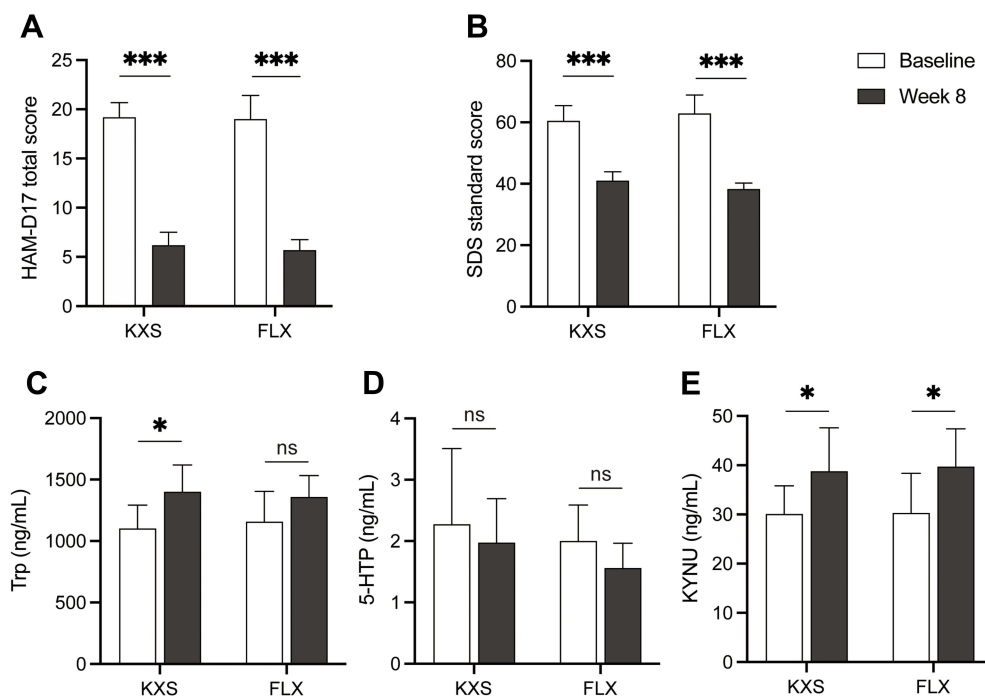 A
HAM-D17 total score
25
20
15
10
5
0
***
***
KXS
FLX
B
SDS standard score
80
60
40
20
0
***
***
KXS
FLX
Baseline
Week 8
C
Trp (ng/mL)
2000
1500
1000
500
0
*
ns
KXS
FLX
D
5-HTP (ng/mL)
4
3
2
1
0
ns
ns
KXS
FLX
E
KYNU (ng/mL)
50
40
30
20
10
0
*
*
KXS
FLX